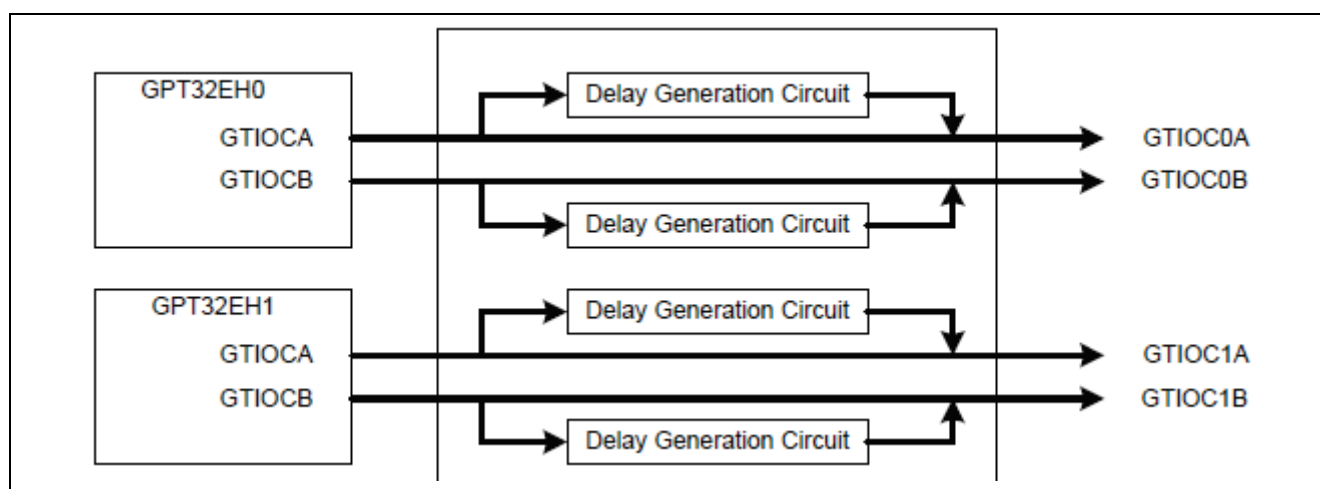 GPT32EH0
Delay Generation Circuit
GTIOCA
GTIOC0A
GTIOCB
GTIOC0B
Delay Generation Circuit
GPT32EH1
Delay Generation Circuit
GTIOCA
GTIOC1A
GTIOCB
GTIOC1B
Delay Generation Circuit